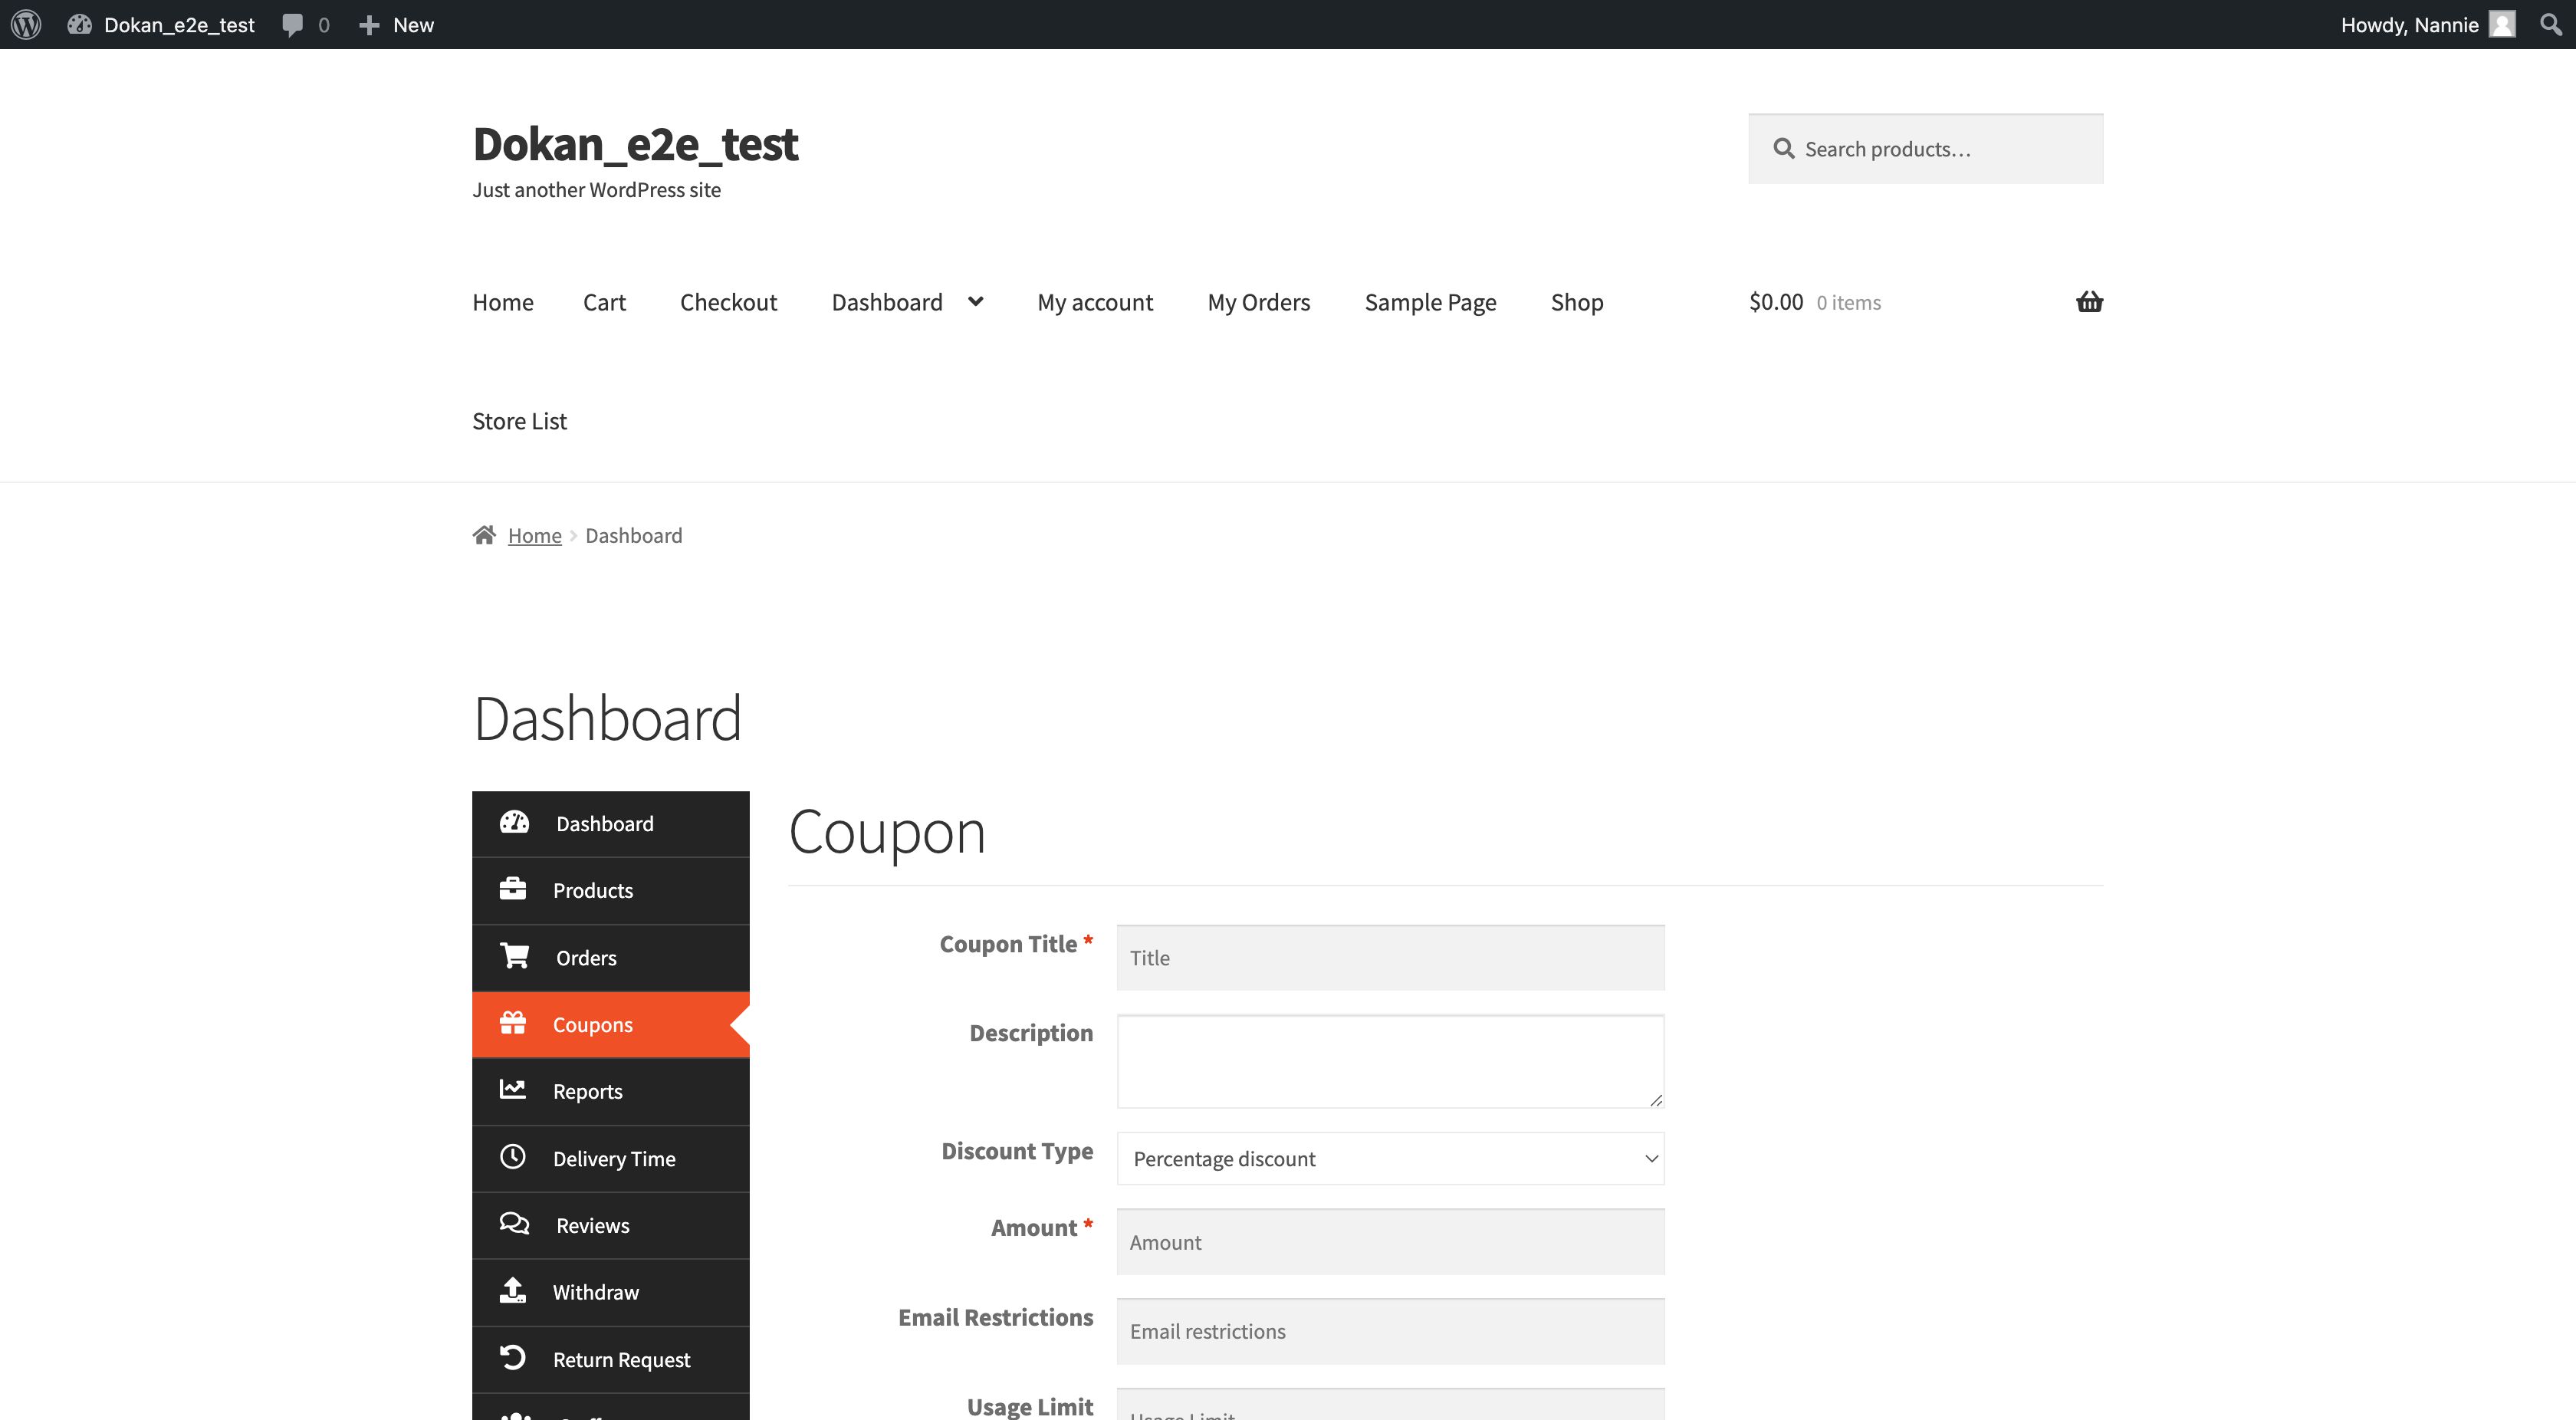 Dokan_e2e_test 0 New Howdy, Nannie
Dokan_e2e_test
Just another WordPress site
Search products…
Home Cart Checkout Dashboard My account My Orders Sample Page Shop
$0.00 0 items
Store List
Home Dashboard
Dashboard
Dashboard
Products
Orders
Coupons
Reports
Delivery Time
Reviews
Withdraw
Return Request
Coupon
Coupon Title *
Title
Description
Discount Type
Percentage discount
Amount *
Amount
Email Restrictions
Email restrictions
Usage Limit
Usage Limit